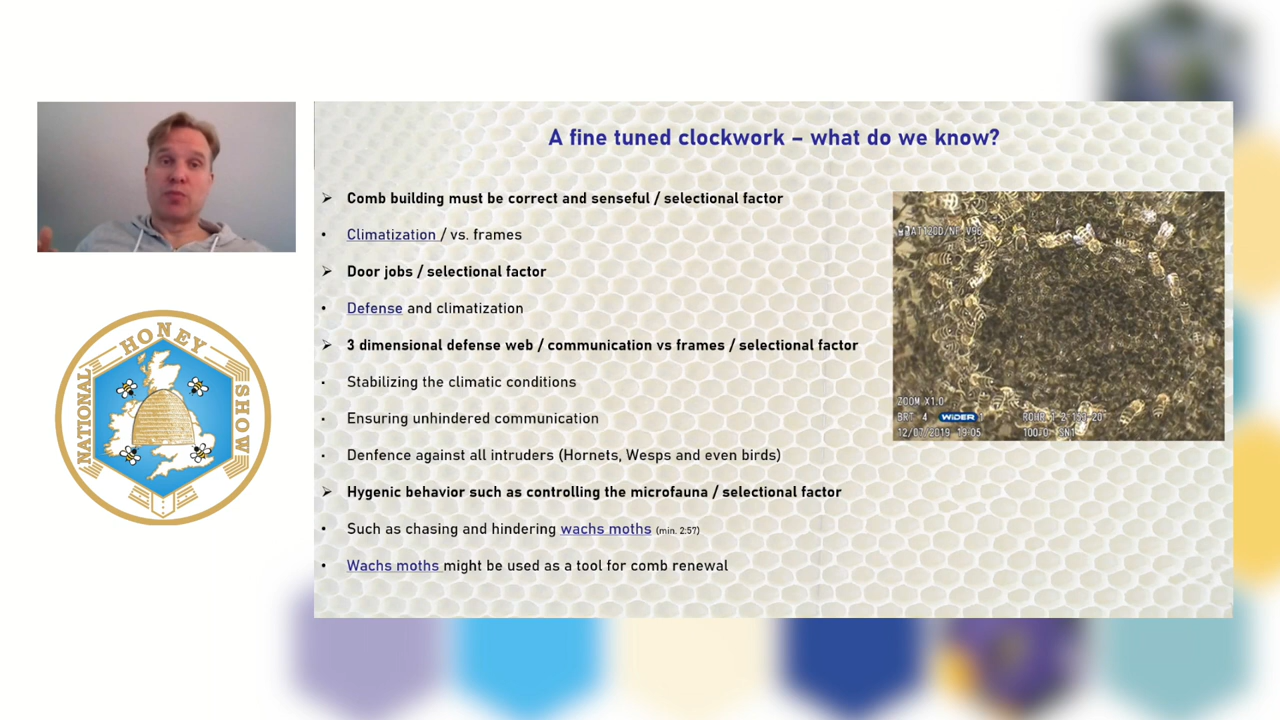 A fine tuned clockwork – what do we know?
➢ Comb building must be correct and senseful / selectional factor
• Climatization / vs. frames
➢ Door jobs / selectional factor
• Defense and climatization
➢ 3 dimensional defense web / communication vs frames / selectional factor
• Stabilizing the climatic conditions
• Ensuring unhindered communication
• Denfence against all intruders (Hornets, Wesps and even birds)
➢ Hygenic behavior such as controlling the microfauna / selectional factor
• Such as chasing and hindering wachs moths (min. 2:57)
• Wachs moths might be used as a tool for comb renewal
NATIONAL HONEY SHOW
ZOOM X1.0
BRT. 4 WiDER
12/07/2019 19:05